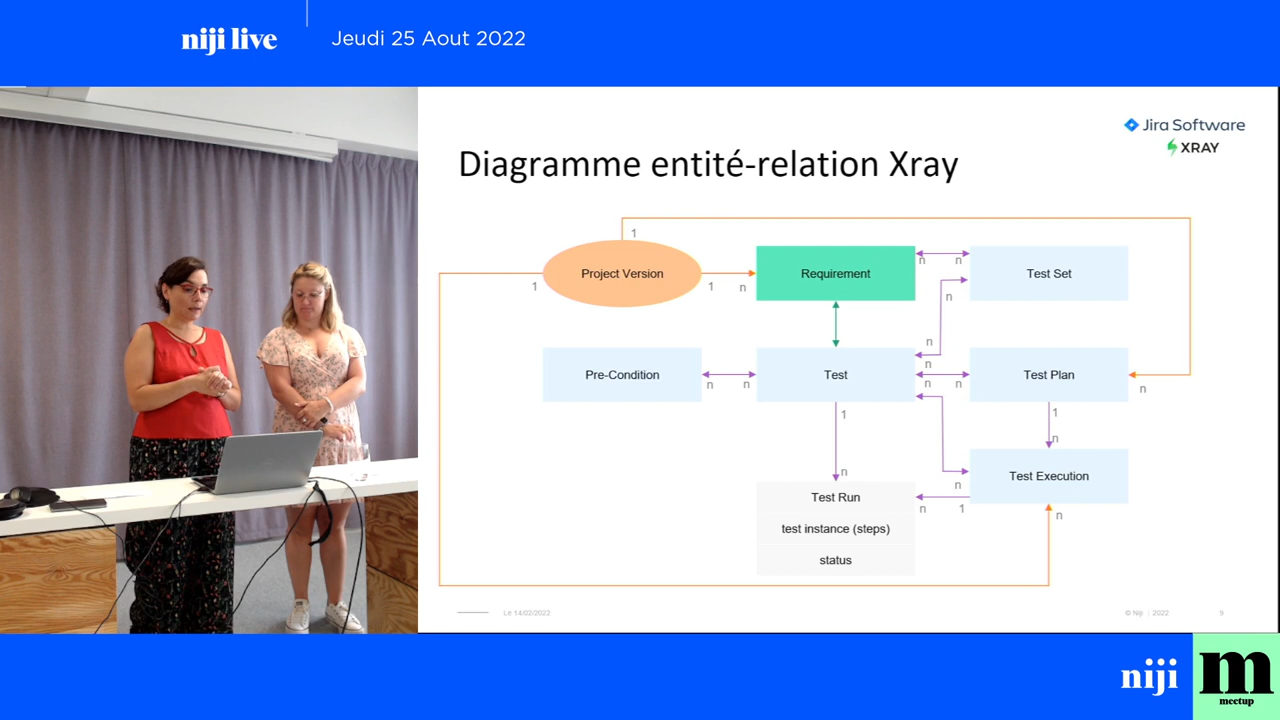 niji live
Jeudi 25 Aout 2022
Jira Software
XRAY
Diagramme entité-relation Xray
1
Project Version
1
1
n
Requirement
n
n
Test Set
n
n
Pre-Condition
n
n
Test
n
n
n
Test Plan
n
1
n
1
n
Test Execution
n
n
1
n
Test Run
test instance (steps)
status
Le 14/02/2022
© Niji | 2022
9
niji
m
meetup